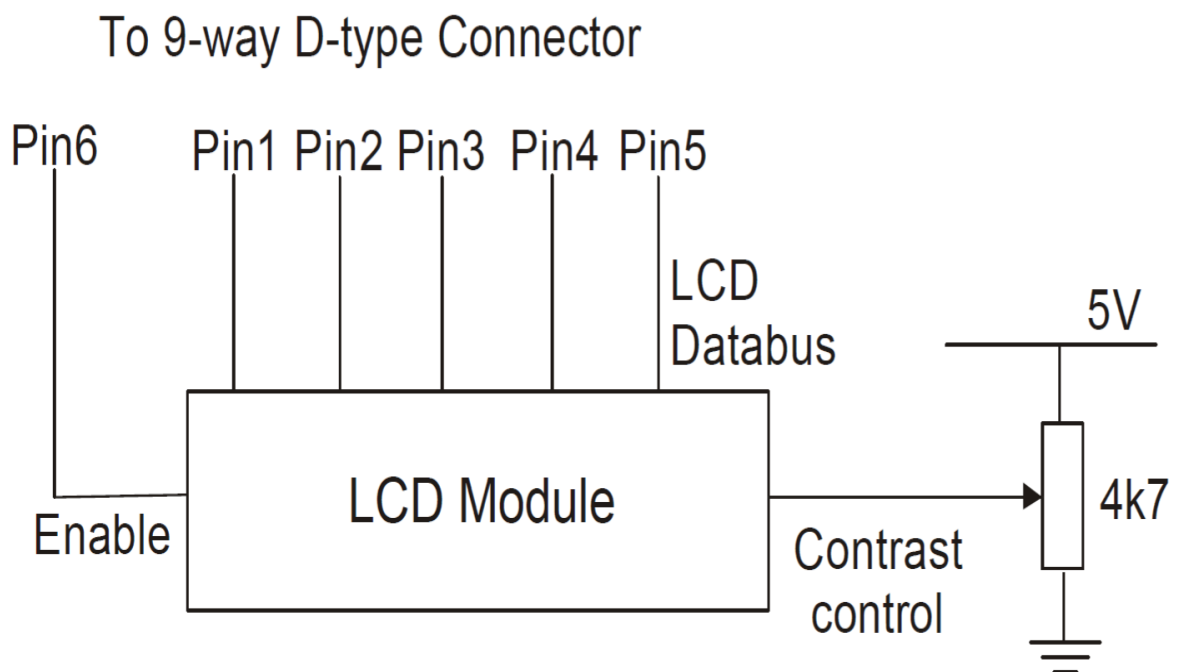 To 9-way D-type Connector
Pin6
Pin1 Pin2 Pin3 Pin4 Pin5
LCD
Databus
5V
LCD Module
4k7
Enable
Contrast
control